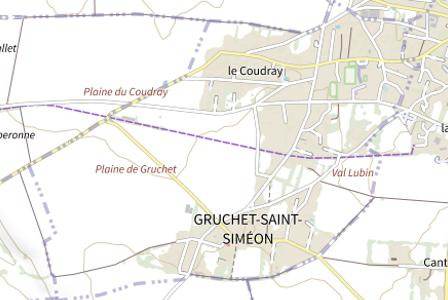 le Coudray
Plaine du Coudray
Plaine de Gruchet
Val Lubin
GRUCHET-SAINT-
SIMÉON